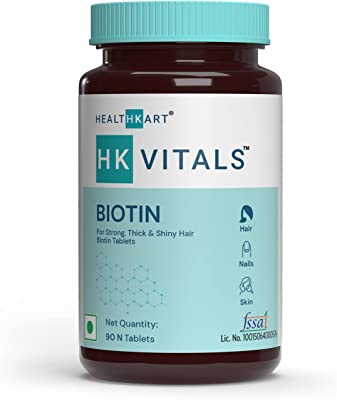 HEALTHKART®
HK VITALS™
BIOTIN
For Strong, Thick & Shiny Hair
Biotin Tablets
Hair
Nails
Skin
Net Quantity:
90 N Tablets
fssai
Lic. No. 10015064000576